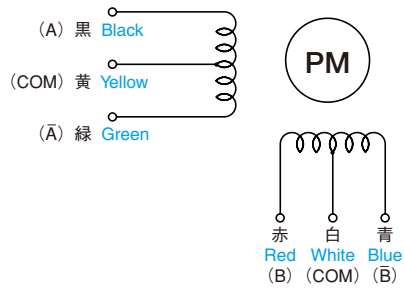 (A) 黒 Black
PM
(COM) 黄 Yellow
(Ā) 緑 Green
赤 白 青
Red White Blue
(B) (COM) (B̄)